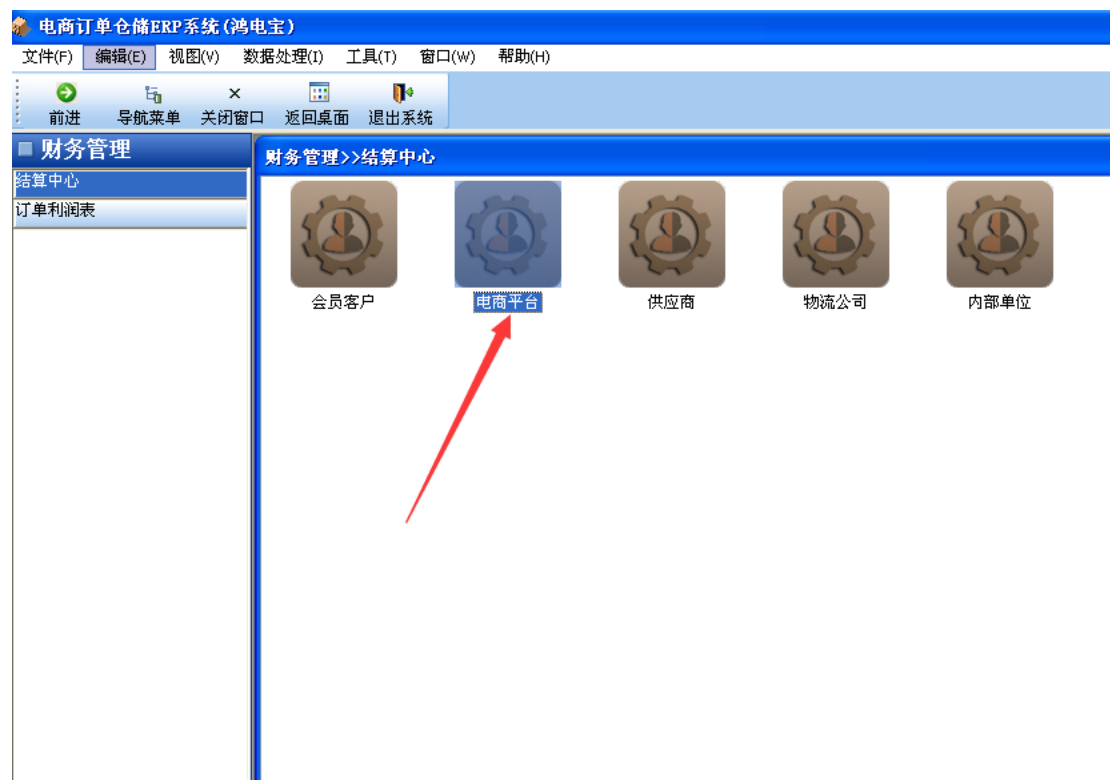 电商订单仓储ERP系统(鸿电宝)
文件(F) 编辑(E) 视图(V) 数据处理(I) 工具(T) 窗口(W) 帮助(H)
前进 导航菜单 关闭窗口 返回桌面 退出系统
财务管理
财务管理>>结算中心
结算中心
订单利润表
会员客户 电商平台 供应商 物流公司 内部单位